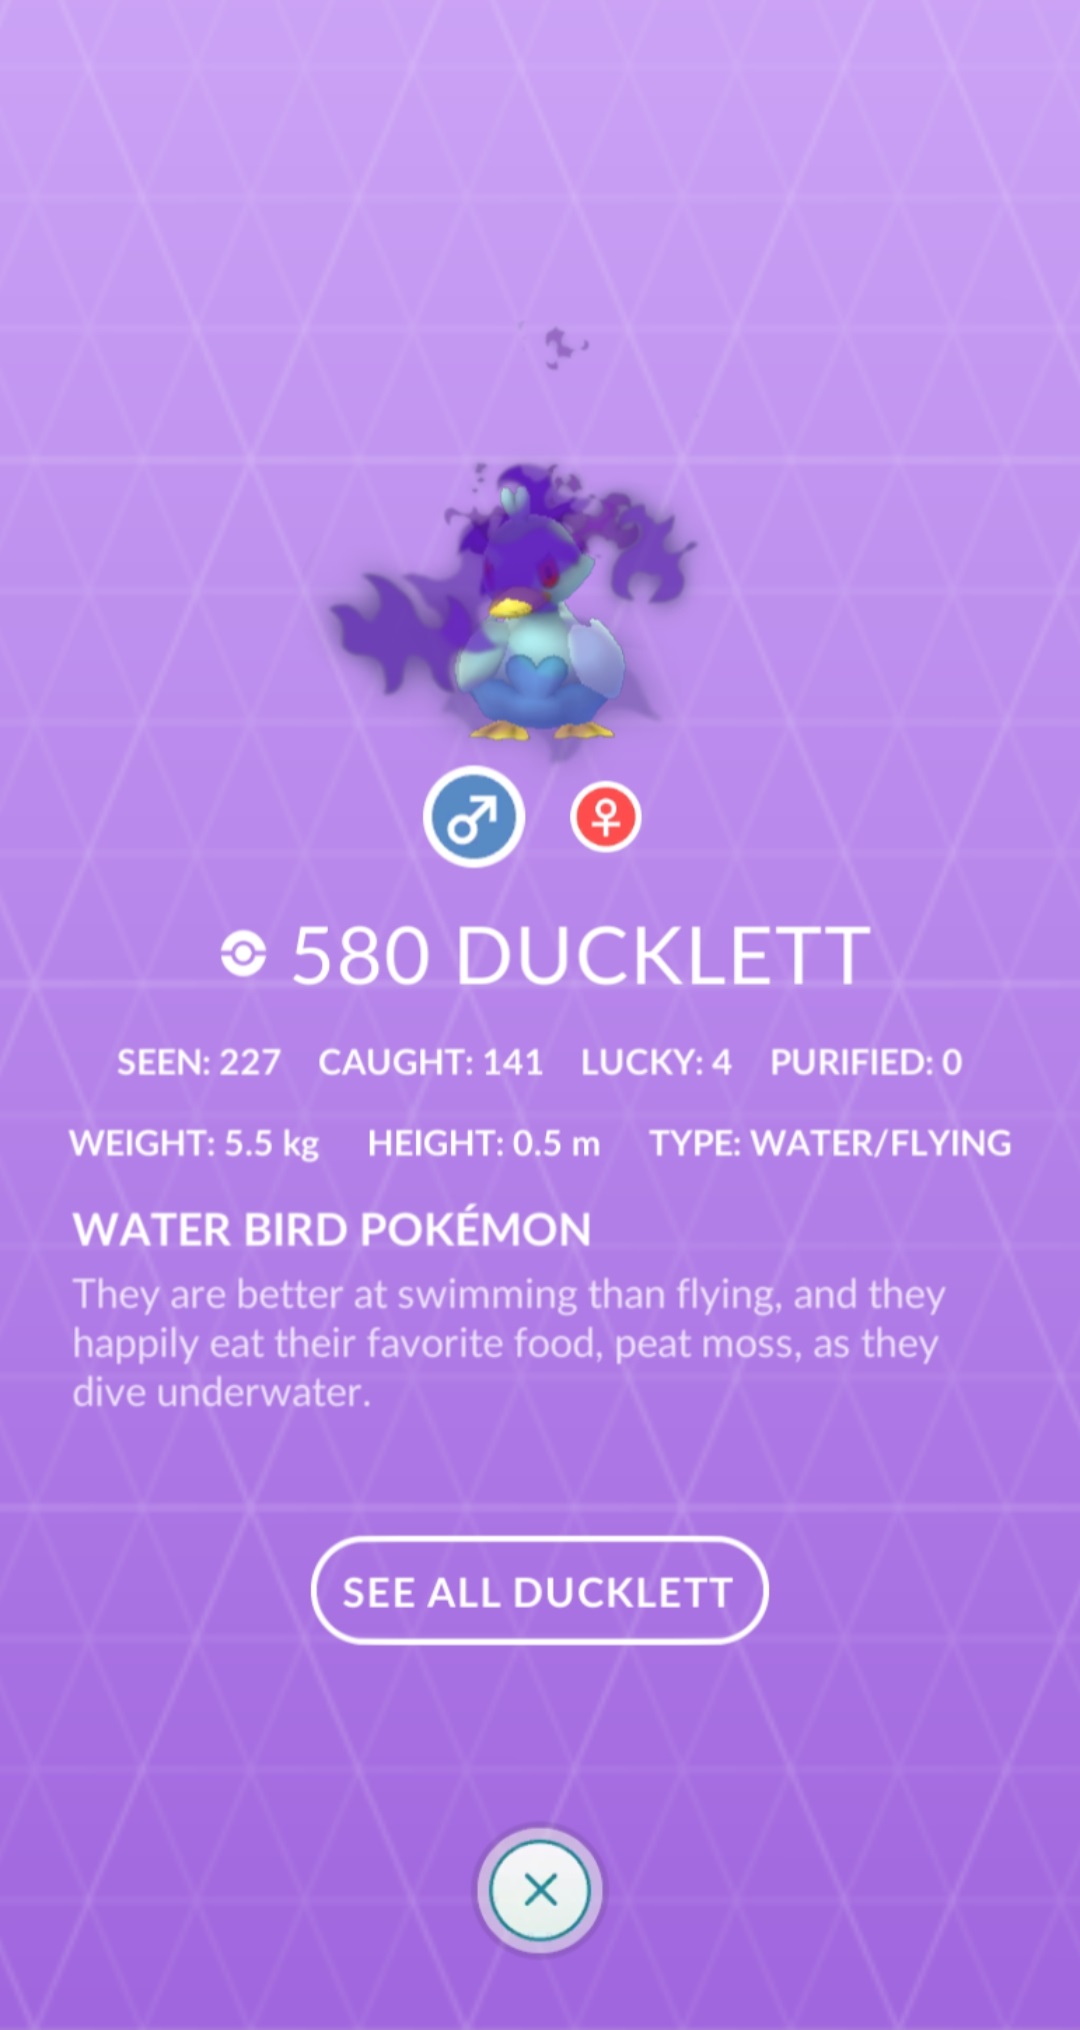 580 DUCKLETT
SEEN: 227 CAUGHT: 141 LUCKY: 4 PURIFIED: 0
WEIGHT: 5.5 kg HEIGHT: 0.5 m TYPE: WATER/FLYING
WATER BIRD POKÉMON
They are better at swimming than flying, and they
happily eat their favorite food, peat moss, as they
dive underwater.
SEE ALL DUCKLETT